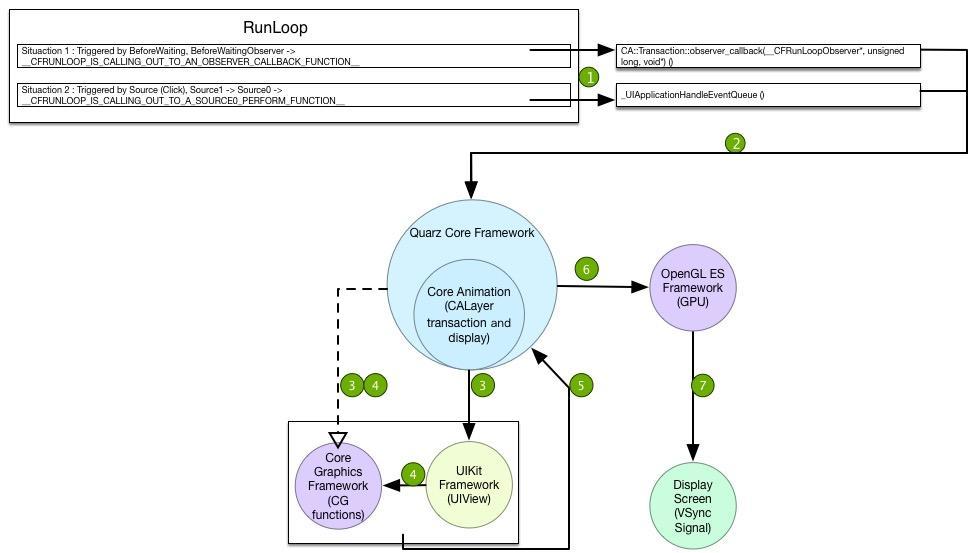 RunLoop
Situaction 1 : Triggered by BeforeWaiting, BeforeWaitingObserver ->
__CFRUNLOOP_IS_CALLING_OUT_TO_AN_OBSERVER_CALLBACK_FUNCTION__
CA::Transaction::observer_callback(__CFRunLoopObserver*, unsigned
long, void*) ()
1
Situaction 2 : Triggered by Source (Click), Source1 -> Source0 ->
__CFRUNLOOP_IS_CALLING_OUT_TO_A_SOURCE0_PERFORM_FUNCTION__
_UIApplicationHandleEventQueue ()
2
Quarz Core Framework
Core Animation
(CALayer
transaction and
display)
6
OpenGL ES
Framework
(GPU)
3
4
3
5
7
Core
Graphics
Framework
(CG
functions)
4
UIKit
Framework
(UIView)
Display
Screen
(VSync
Signal)